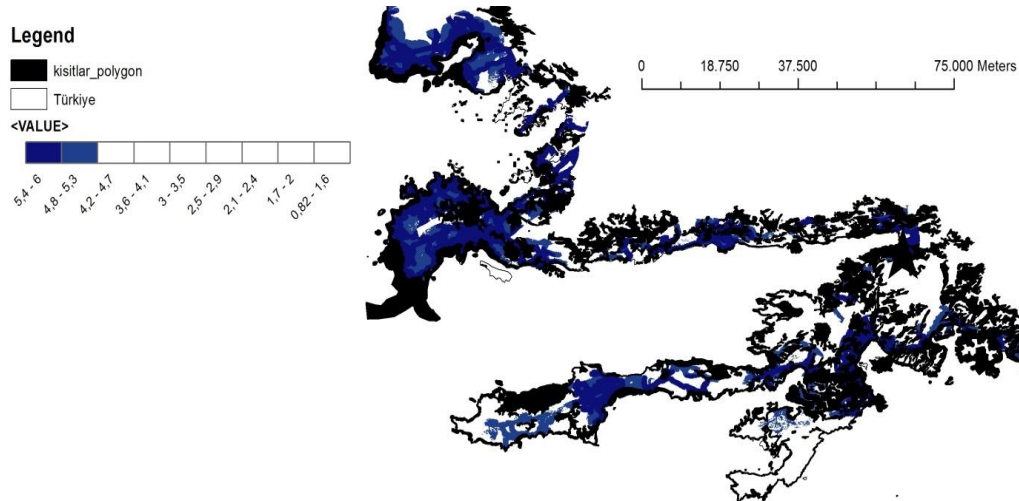 Legend
kisitlar_polygon
Türkiye
<VALUE>
5,4 - 6
4,8 - 5,3
4,2 - 4,7
3,6 - 4,1
3 - 3,5
2,5 - 2,9
2,1 - 2,4
1,7 - 2
0,82 - 1,6
0 18.750 37.500 75.000 Meters